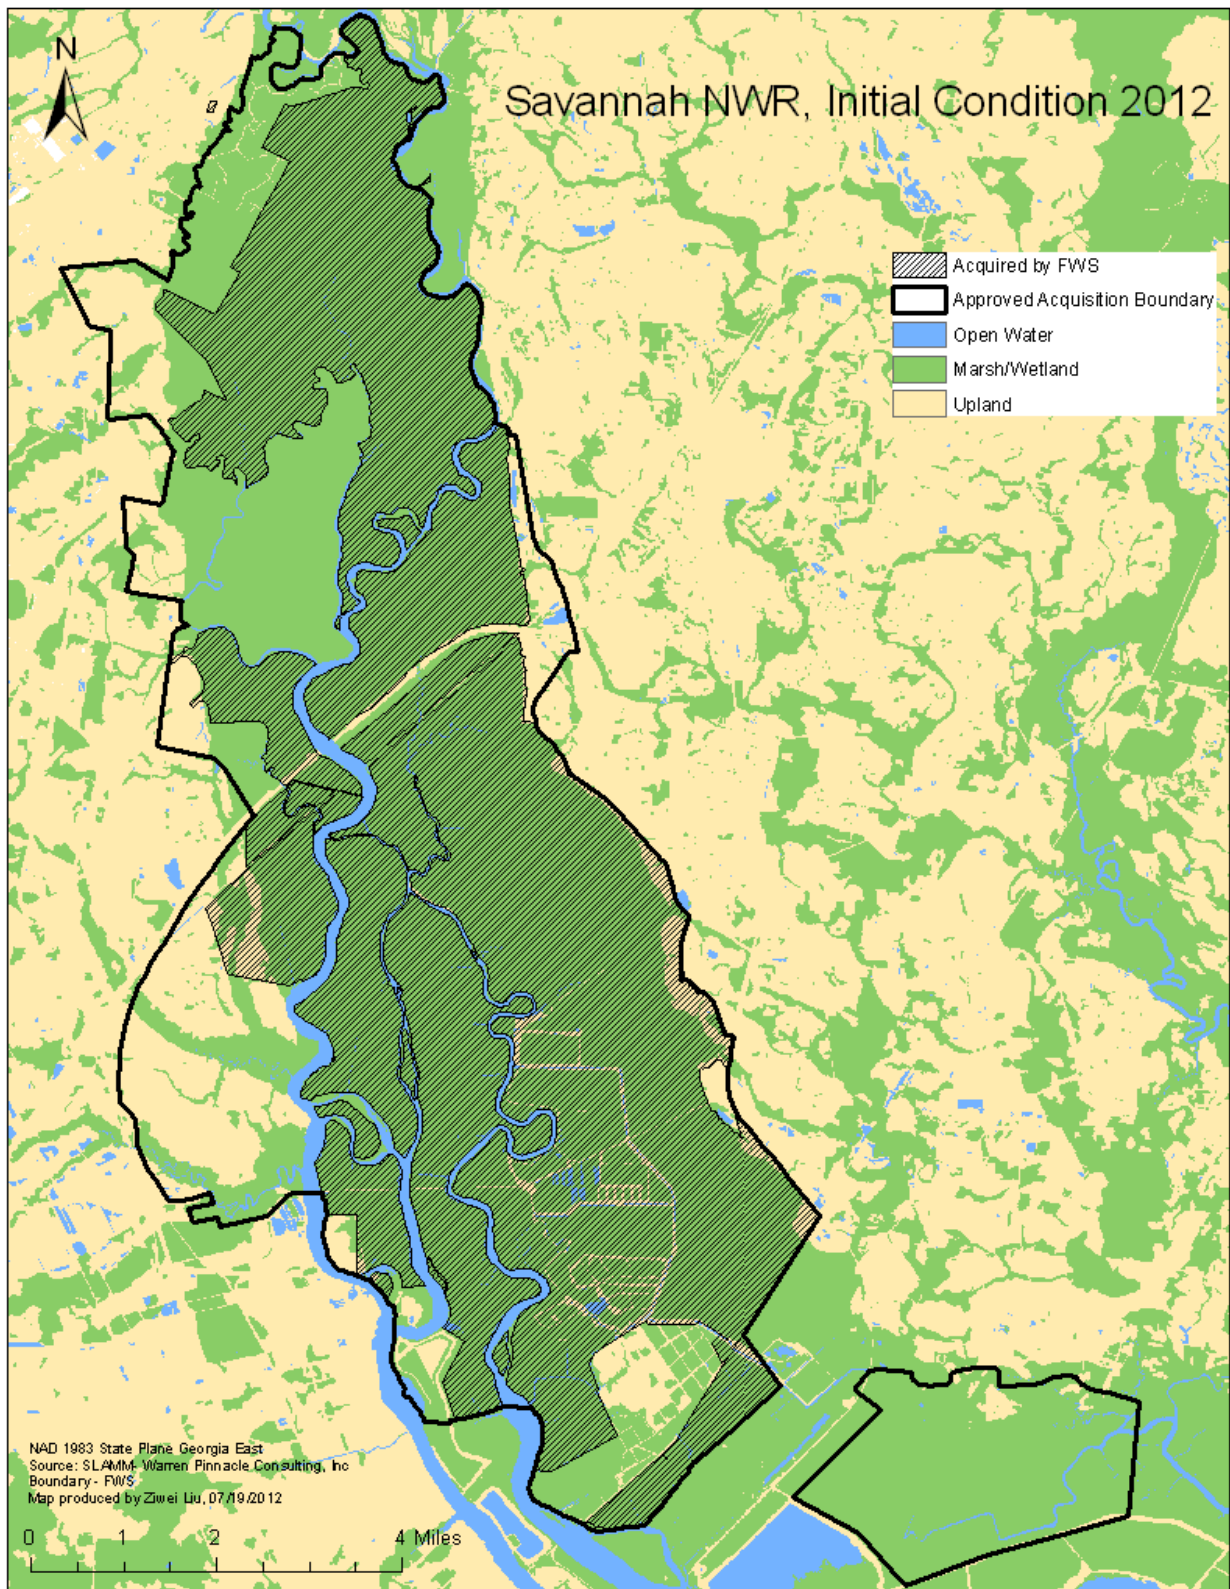 N
Savannah NWR, Initial Condition 2012
Acquired by FWS
Approved Acquisition Boundary
Open Water
Marsh/Wetland
Upland
NAD 1983 State Plane Georgia East
Source: SLAMM- Warren Pinnacle Consulting, Inc
Boundary - FWS
Map produced by Ziwei Liu, 07/19/2012
0 1 2 4 Miles